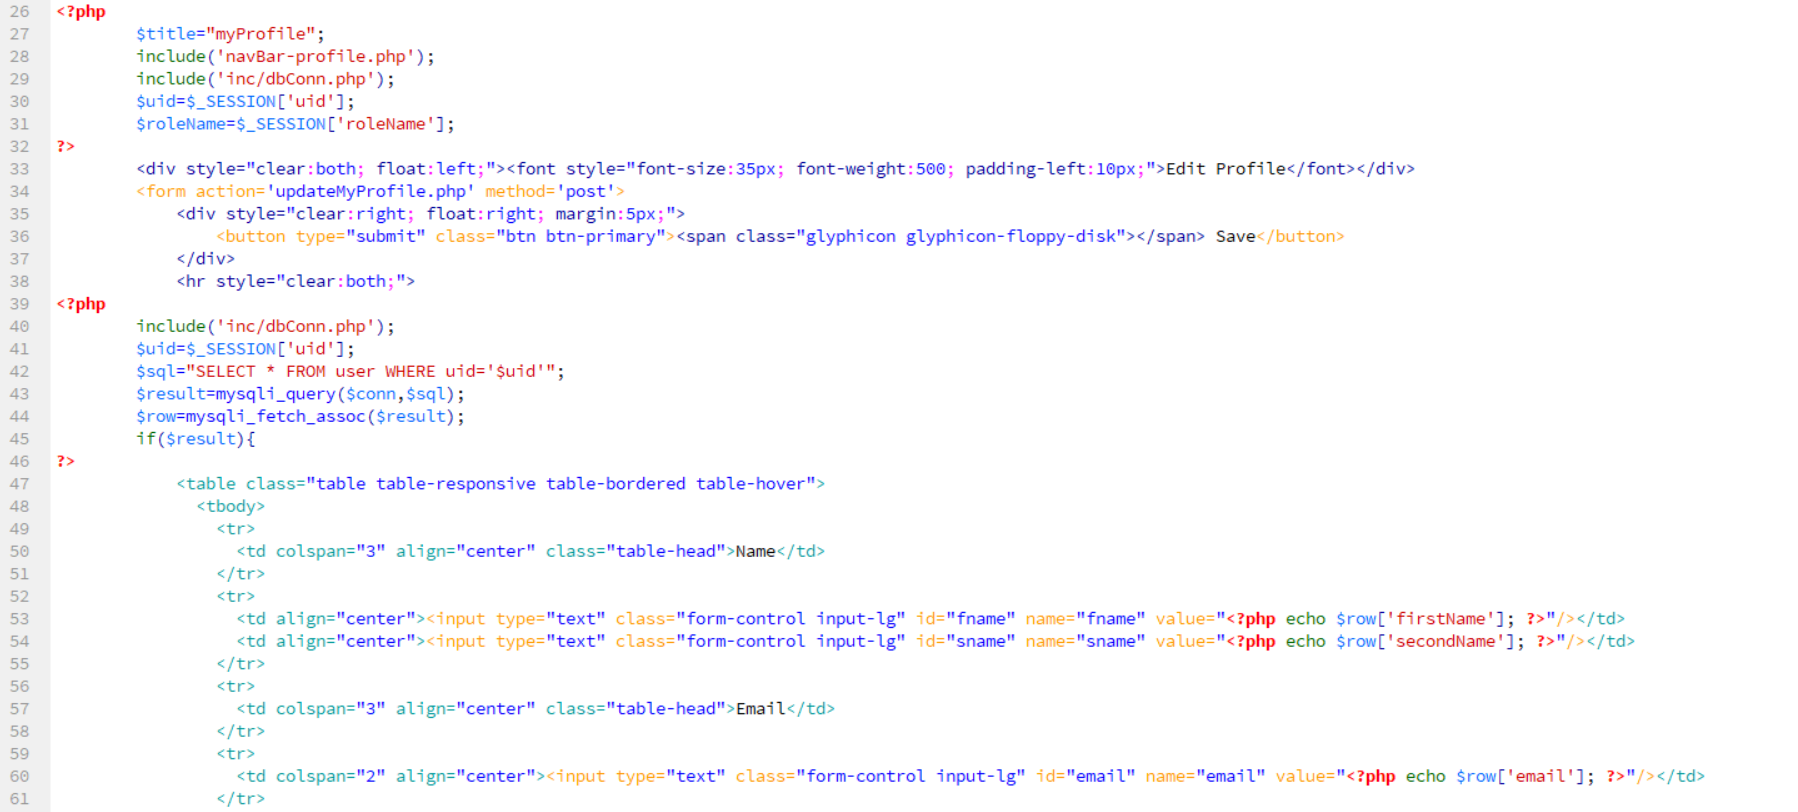 26 <?php
27 $title="myProfile";
28 include('navBar-profile.php');
29 include('inc/dbConn.php');
30 $uid=$_SESSION['uid'];
31 $roleName=$_SESSION['roleName'];
32 ?>
33 <div style="clear:both; float:left;"><font style="font-size:35px; font-weight:500; padding-left:10px;">Edit Profile</font></div>
34 <form action='updateMyProfile.php' method='post'>
35 <div style="clear:right; float:right; margin:5px;">
36 <button type="submit" class="btn btn-primary"><span class="glyphicon glyphicon-floppy-disk"></span> Save</button>
37 </div>
38 <hr style="clear:both;">
39 <?php
40 include('inc/dbConn.php');
41 $uid=$_SESSION['uid'];
42 $sql="SELECT * FROM user WHERE uid='$uid'";
43 $result=mysqli_query($conn,$sql);
44 $row=mysqli_fetch_assoc($result);
45 if($result){
46 ?>
47 <table class="table table-responsive table-bordered table-hover">
48 <tbody>
49 <tr>
50 <td colspan="3" align="center" class="table-head">Name</td>
51 </tr>
52 <tr>
53 <td align="center"><input type="text" class="form-control input-lg" id="fname" name="fname" value="<?php echo $row['firstName']; ?>"/></td>
54 <td align="center"><input type="text" class="form-control input-lg" id="sname" name="sname" value="<?php echo $row['secondName']; ?>"/></td>
55 </tr>
56 <tr>
57 <td colspan="3" align="center" class="table-head">Email</td>
58 </tr>
59 <tr>
60 <td colspan="2" align="center"><input type="text" class="form-control input-lg" id="email" name="email" value="<?php echo $row['email']; ?>"/></td>
61 </tr>